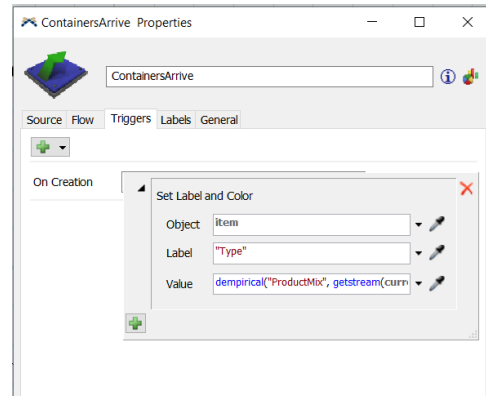 ContainersArrive Properties
ContainersArrive
Source Flow Triggers Labels General
On Creation
Set Label and Color
Object item
Label "Type"
Value dempirical("ProductMix", getstream(curr